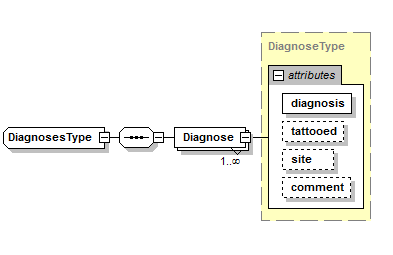 DiagnoseType
attributes
diagnosis
DiagnosesType
Diagnose
tattooed
1..∞
site
comment